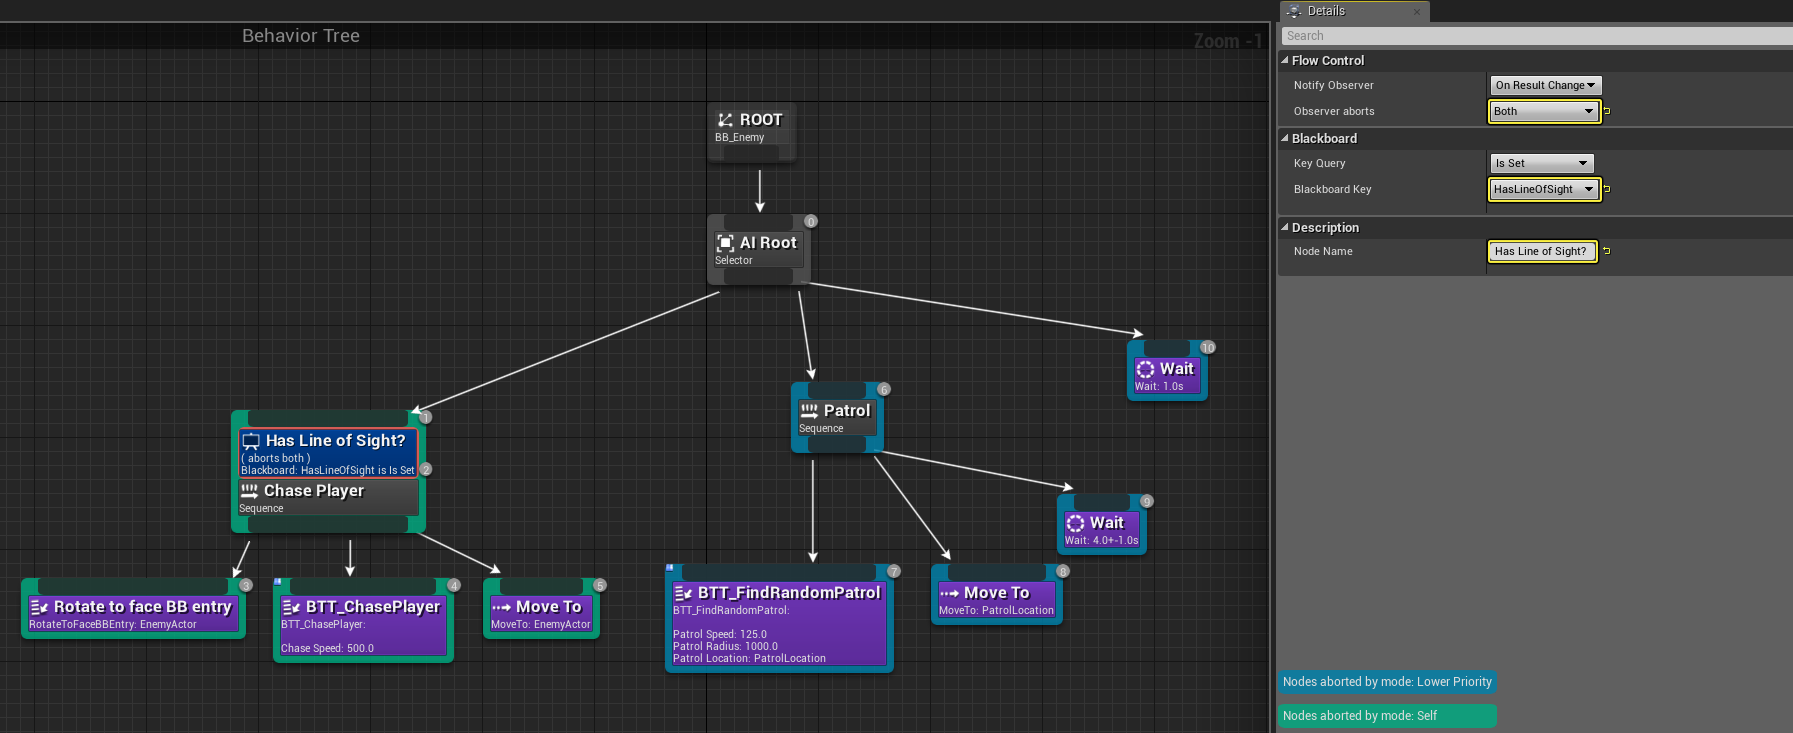 Behavior Tree
Zoom -1
ROOT
BB_Enemy
0
AI Root
Selector
10
Wait
Wait: 1.0s
6
Patrol
Sequence
1
Has Line of Sight?
( aborts both )
Blackboard: HasLineOfSight is Is Set
2
Chase Player
Sequence
9
Wait
Wait: 4.0+-1.0s
3
Rotate to face BB entry
RotateToFaceBBEntry: EnemyActor
4
BTT_ChasePlayer
BTT_ChasePlayer:
Chase Speed: 500.0
5
Move To
MoveTo: EnemyActor
7
BTT_FindRandomPatrol
BTT_FindRandomPatrol:
Patrol Speed: 125.0
Patrol Radius: 1000.0
Patrol Location: PatrolLocation
8
Move To
MoveTo: PatrolLocation
Details
Search
Flow Control
Notify Observer On Result Change
Observer aborts Both
Blackboard
Key Query Is Set
Blackboard Key HasLineOfSight
Description
Node Name Has Line of Sight?
Nodes aborted by mode: Lower Priority
Nodes aborted by mode: Self